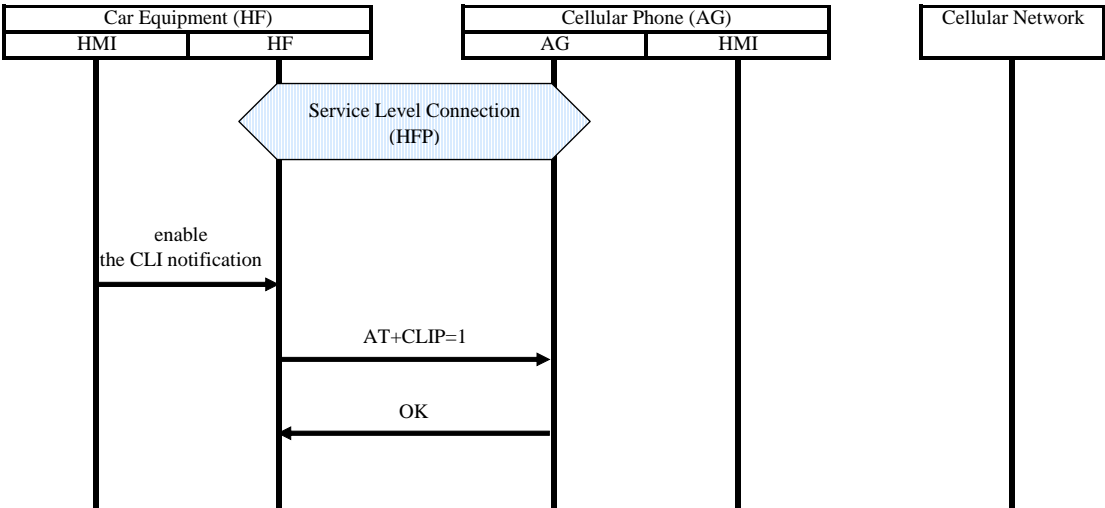 Car Equipment (HF)
Cellular Phone (AG)
Cellular Network
HMI
HF
AG
HMI
Service Level Connection
(HFP)
enable
the CLI notification
AT+CLIP=1
OK